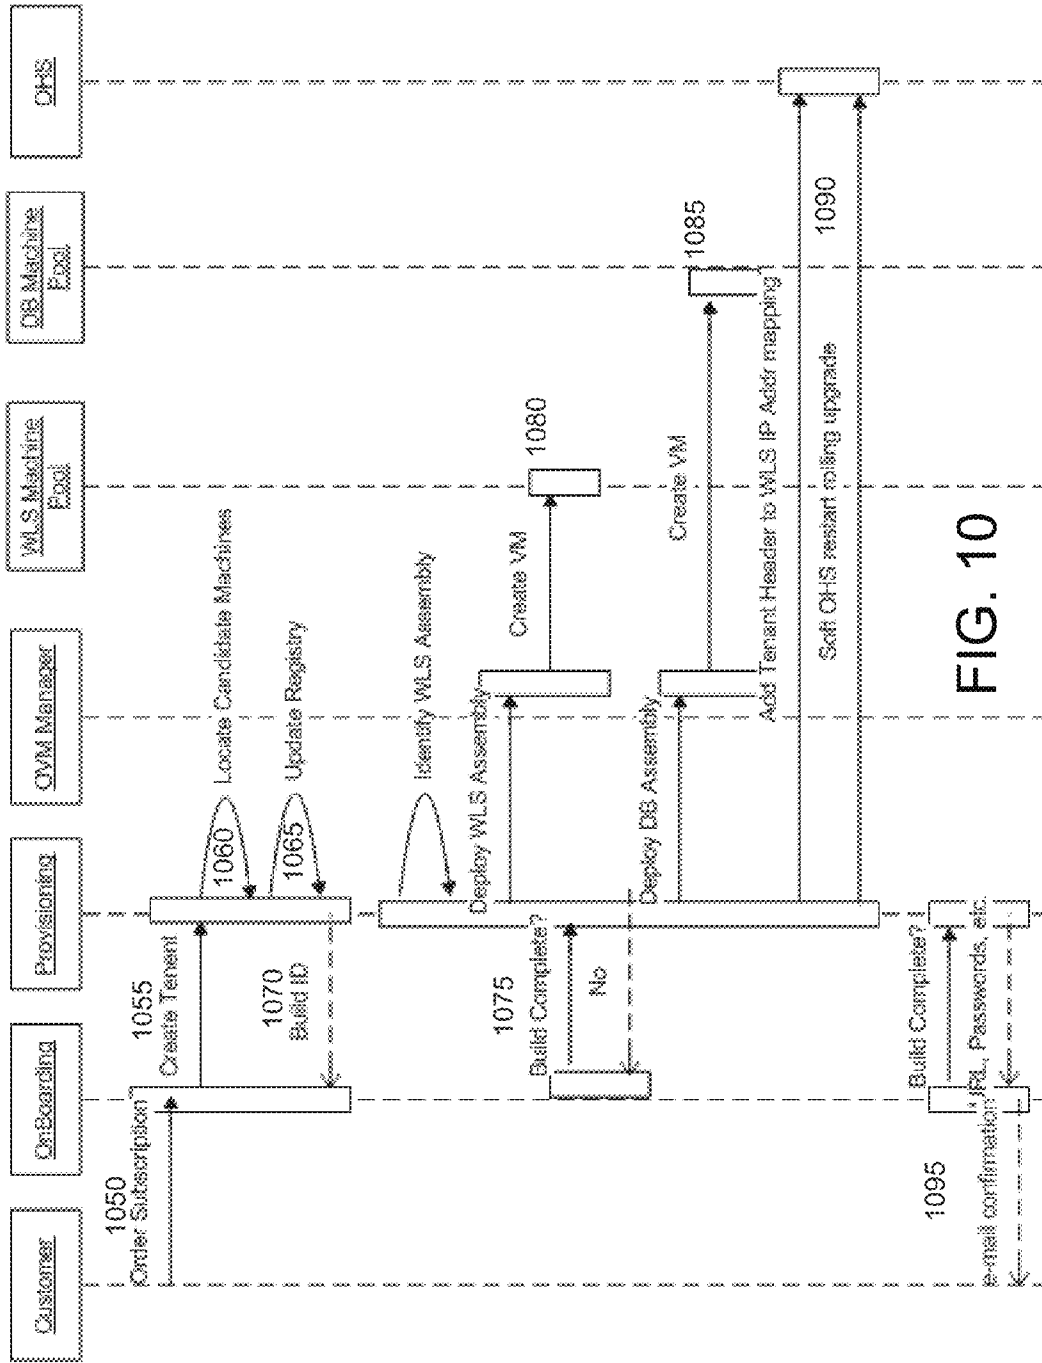 Customer
OnBoarding
Provisioning
OVM Manager
WLS Machine
Pool
DB Machine
Pool
OHS
1050
Order Subscription
1055
Create Tenant
1060
Locate Candidate Machines
1065
Update Registry
1070
Build ID
Identify WLS Assembly
Deploy WLS Assembly
Create VM
1080
1075
Build Complete?
No
Deploy DB Assembly
Create VM
1085
Add Tenant Header to WLS IP Addr mapping
1090
Soft OHS restart rolling upgrade
Build Complete?
URL, Passwords, etc.
1095
e-mail confirmation
FIG. 10